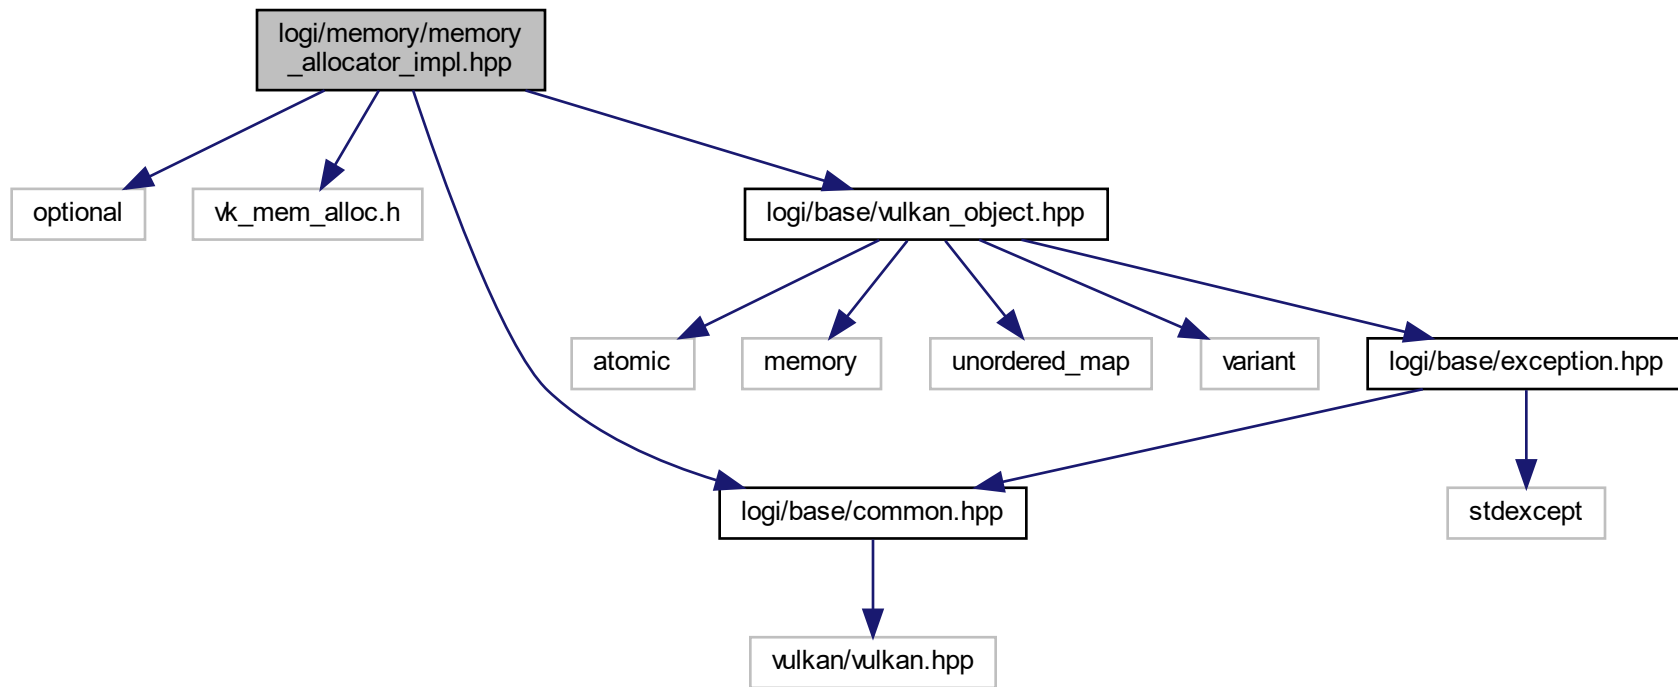 logi/memory/memory
_allocator_impl.hpp
optional
vk_mem_alloc.h
logi/base/vulkan_object.hpp
atomic
memory
unordered_map
variant
logi/base/exception.hpp
logi/base/common.hpp
stdexcept
vulkan/vulkan.hpp